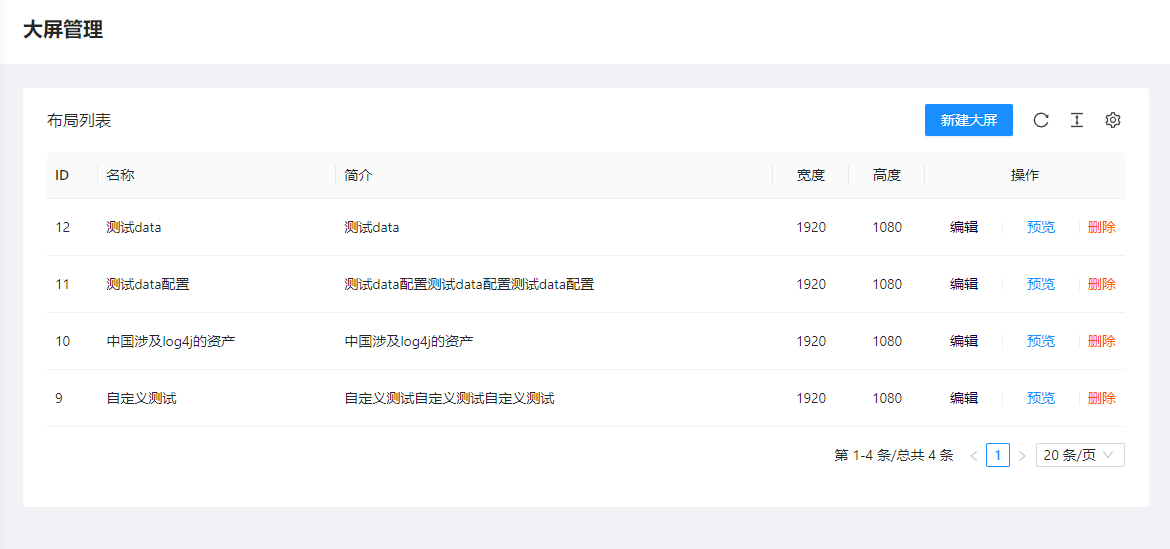 大屏管理
布局列表 新建大屏
ID 名称 简介 宽度 高度 操作
12 测试data 测试data 1920 1080 编辑 预览 删除
11 测试data配置 测试data配置测试data配置测试data配置 1920 1080 编辑 预览 删除
10 中国涉及log4j的资产 中国涉及log4j的资产 1920 1080 编辑 预览 删除
9 自定义测试 自定义测试自定义测试自定义测试 1920 1080 编辑 预览 删除
第 1-4 条/总共 4 条 < 1 > 20 条/页